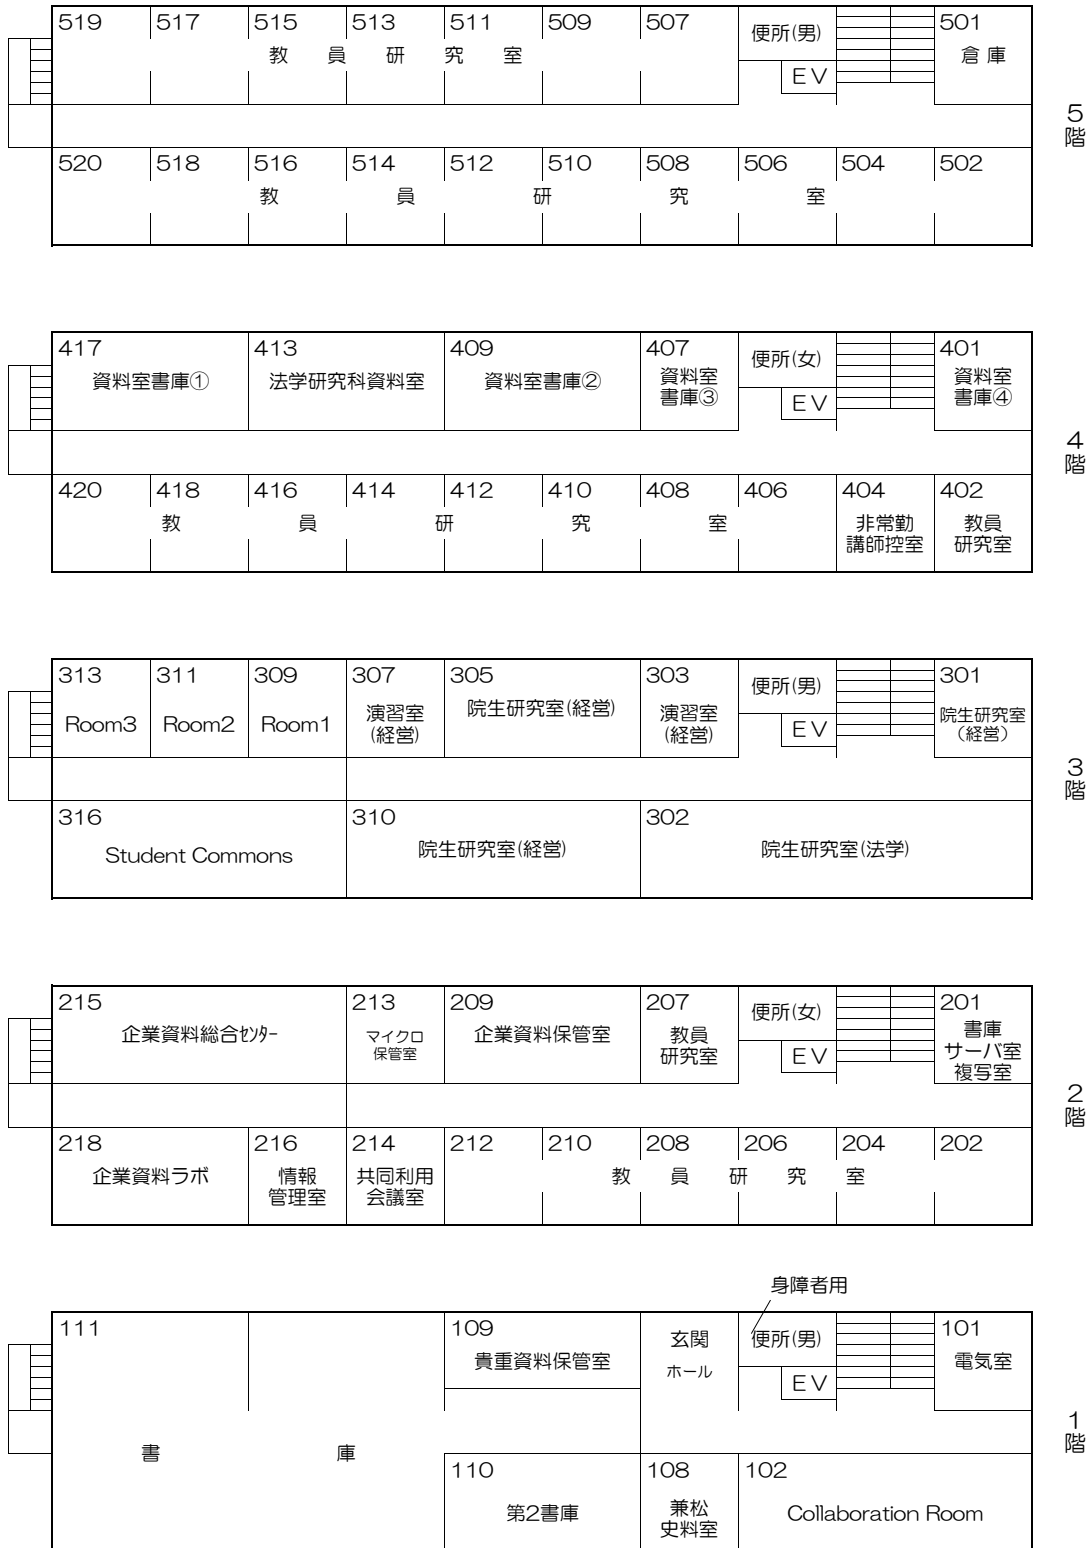 519 517 515 513 511 509 507 便所(男) 501
教 員 研 究 室 倉 庫
EV
5階
520 518 516 514 512 510 508 506 504 502
教 員 研 究 室
417 413 409 407 便所(女) 401
資料室書庫① 法学研究科資料室 資料室書庫② 資料室 資料室
書庫③ 書庫④
EV
4階
420 418 416 414 412 410 408 406 404 402
教 員 研 究 室 非常勤 教員
講師控室 研究室
313 311 309 307 305 303 便所(男) 301
Room3 Room2 Room1 演習室 院生研究室(経営) 演習室 院生研究室
(経営) (経営) EV (経営)
3階
316 310 302
Student Commons 院生研究室(経営) 院生研究室(法学)
215 213 209 207 便所(女) 201
企業資料総合ｾﾝﾀｰ マイクロ 企業資料保管室 教員 書庫
保管室 研究室 EV サーバ室
複写室
2階
218 216 214 212 210 208 206 204 202
企業資料ラボ 情報 共同利用 教 員 研 究 室
管理室 会議室
身障者用
111 109 玄関 便所(男) 101
貴重資料保管室 ホール EV 電気室
1階
書 庫
110 108 102
第2書庫 兼松 Collaboration Room
史料室